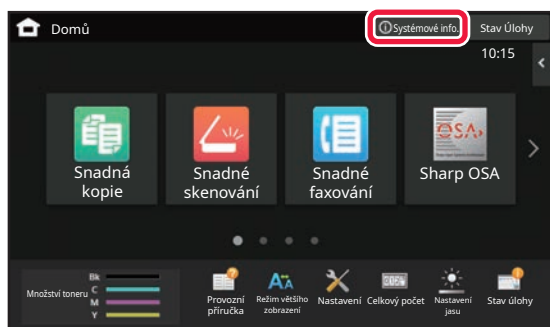 Domů
Systémové info.
Stav Úlohy
10:15
Snadná
kopie
Snadné
skenování
Snadné
faxování
OSA
Sharp OSA
Množství toneru
Bk
C
M
Y
Provozní
příručka
Režim většího
zobrazení
Nastavení
Celkový počet
Nastavení
jasu
Stav úlohy